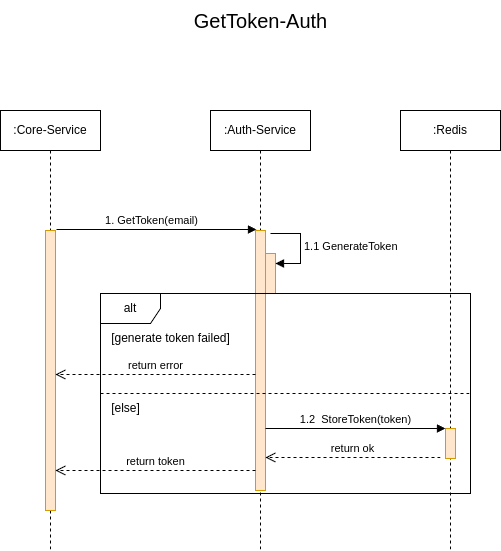 GetToken-Auth
:Core-Service
:Auth-Service
:Redis
1. GetToken(email)
1.1 GenerateToken
alt
[generate token failed]
return error
[else]
1.2  StoreToken(token)
return ok
return token